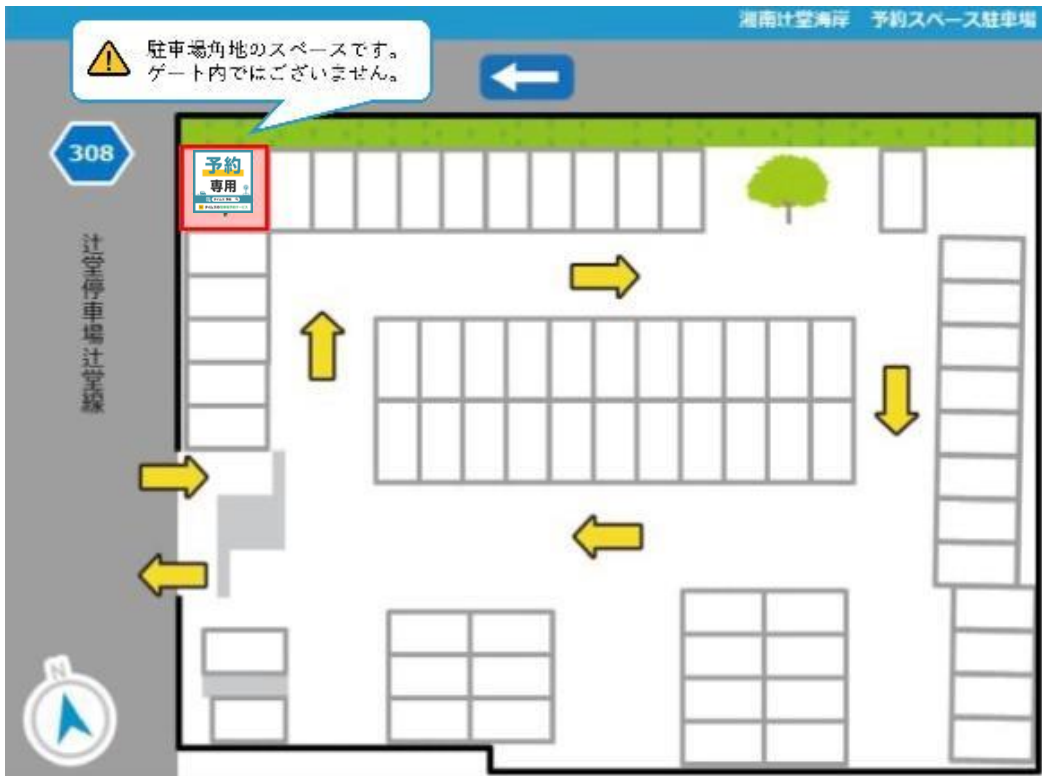 湘南辻堂海岸 予約スペース駐車場
駐車場角地のスペースです。
ゲート内ではございません。
308
予約
専用
辻堂停車場辻堂線
N